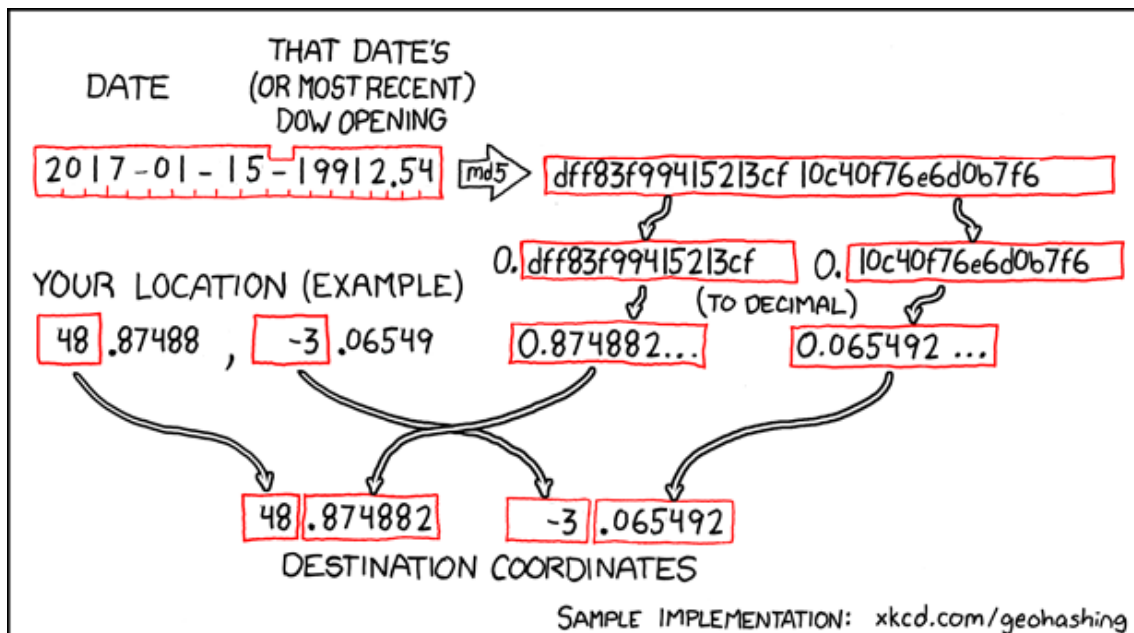 DATE
THAT DATE'S
(OR MOST RECENT)
DOW OPENING
2017-01-15-19912.54
md5
dff83f99415213cf10c40f76e6d0b7f6
0. dff83f99415213cf
0. 10c40f76e6d0b7f6
YOUR LOCATION (EXAMPLE)
(TO DECIMAL)
48.87488, -3.06549
0.874882...
0.065492...
48.874882
-3.065492
DESTINATION COORDINATES
SAMPLE IMPLEMENTATION: xkcd.com/geohashing